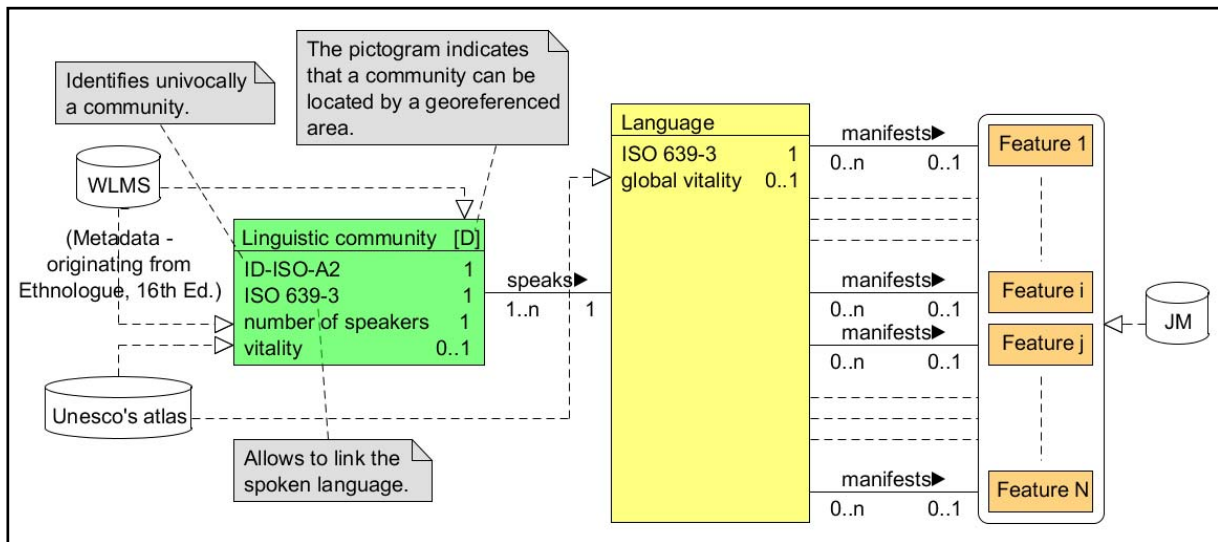 The pictogram indicates
that a community can be
located by a georeferenced
area.
Identifies univocally
a community.
WLMS
(Metadata -
originating from
Ethnologue, 16th Ed.)
Unesco's atlas
Linguistic community [D]
ID-ISO-A2 1
ISO 639-3 1
number of speakers 1
vitality 0..1
Allows to link the
spoken language.
speaks
1..n 1
Language
ISO 639-3 1
global vitality 0..1
manifests
0..n 0..1
Feature 1
manifests
0..n 0..1
Feature i
manifests
0..n 0..1
Feature j
manifests
0..n 0..1
Feature N
JM